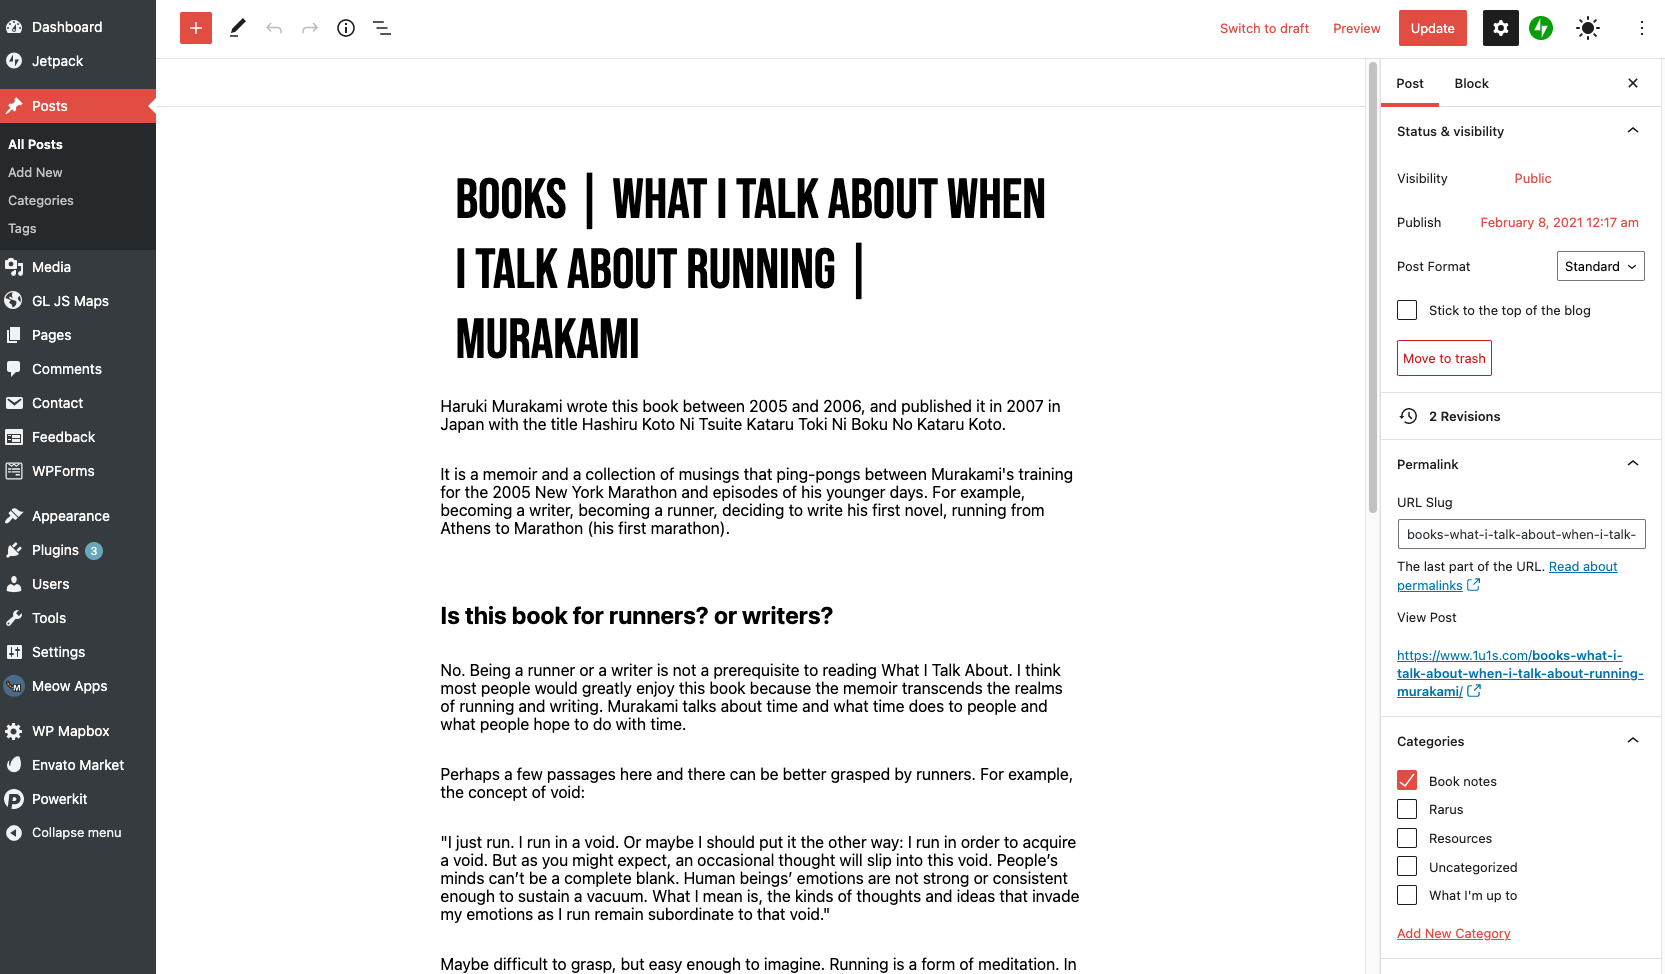 Dashboard
Jetpack
Posts
All Posts
Add New
Categories
Tags
Media
GL JS Maps
Pages
Comments
Contact
Feedback
WPForms
Appearance
Plugins 3
Users
Tools
Settings
Meow Apps
WP Mapbox
Envato Market
Powerkit
Collapse menu
Switch to draft Preview Update
BOOKS | WHAT I TALK ABOUT WHEN
I TALK ABOUT RUNNING |
MURAKAMI
Haruki Murakami wrote this book between 2005 and 2006, and published it in 2007 in
Japan with the title Hashiru Koto Ni Tsuite Kataru Toki Ni Boku No Kataru Koto.
It is a memoir and a collection of musings that ping-pongs between Murakami's training
for the 2005 New York Marathon and episodes of his younger days. For example,
becoming a writer, becoming a runner, deciding to write his first novel, running from
Athens to Marathon (his first marathon).
Is this book for runners? or writers?
No. Being a runner or a writer is not a prerequisite to reading What I Talk About. I think
most people would greatly enjoy this book because the memoir transcends the realms
of running and writing. Murakami talks about time and what time does to people and
what people hope to do with time.
Perhaps a few passages here and there can be better grasped by runners. For example,
the concept of void:
"I just run. I run in a void. Or maybe I should put it the other way: I run in order to acquire
a void. But as you might expect, an occasional thought will slip into this void. People’s
minds can’t be a complete blank. Human beings’ emotions are not strong or consistent
enough to sustain a vacuum. What I mean is, the kinds of thoughts and ideas that invade
my emotions as I run remain subordinate to that void."
Maybe difficult to grasp, but easy enough to imagine. Running is a form of meditation. In
Post Block
Status & visibility
Visibility Public
Publish February 8, 2021 12:17 am
Post Format Standard
Stick to the top of the blog
Move to trash
2 Revisions
Permalink
URL Slug
books-what-i-talk-about-when-i-talk-
The last part of the URL. Read about
permalinks
View Post
https://www.1u1s.com/books-what-i-
talk-about-when-i-talk-about-running-
murakami/
Categories
Book notes
Rarus
Resources
Uncategorized
What I'm up to
Add New Category